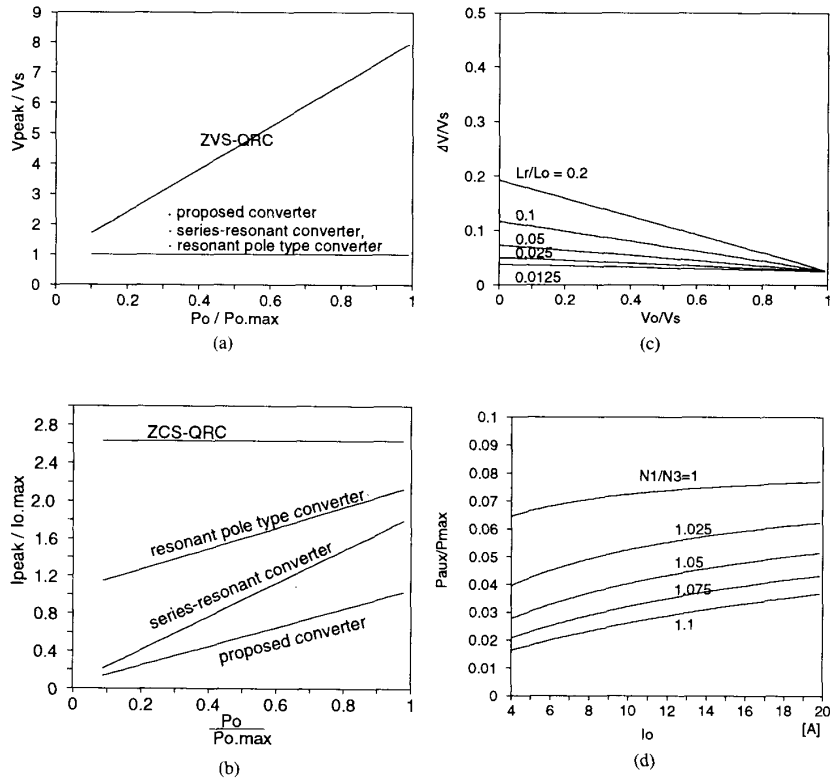 9
8
7
6
5
4
3
2
1
0
Vpeak / Vs
ZVS-QRC
· proposed converter
· series-resonant converter,
· resonant pole type converter
0 0.2 0.4 0.6 0.8 1
Po / Po.max
(a)
0.5
0.4
0.3
0.2
0.1
0
ΔV/Vs
Lr/Lo = 0.2
0.1
0.05
0.025
0.0125
0 0.2 0.4 0.6 0.8 1
Vo/Vs
(c)
2.8
2.4
2.0
1.6
1.2
0.8
0.4
0
Ipeak / Io.max
ZCS-QRC
resonant pole type converter
series-resonant converter
proposed converter
0 0.2 0.4 0.6 0.8 1
Po
Po.max
(b)
0.1
0.09
0.08
0.07
0.06
0.05
0.04
0.03
0.02
0.01
0
Paux/Pmax
N1/N3=1
1.025
1.05
1.075
1.1
4 6 8 10 12 14 16 18 20
Io [A]
(d)